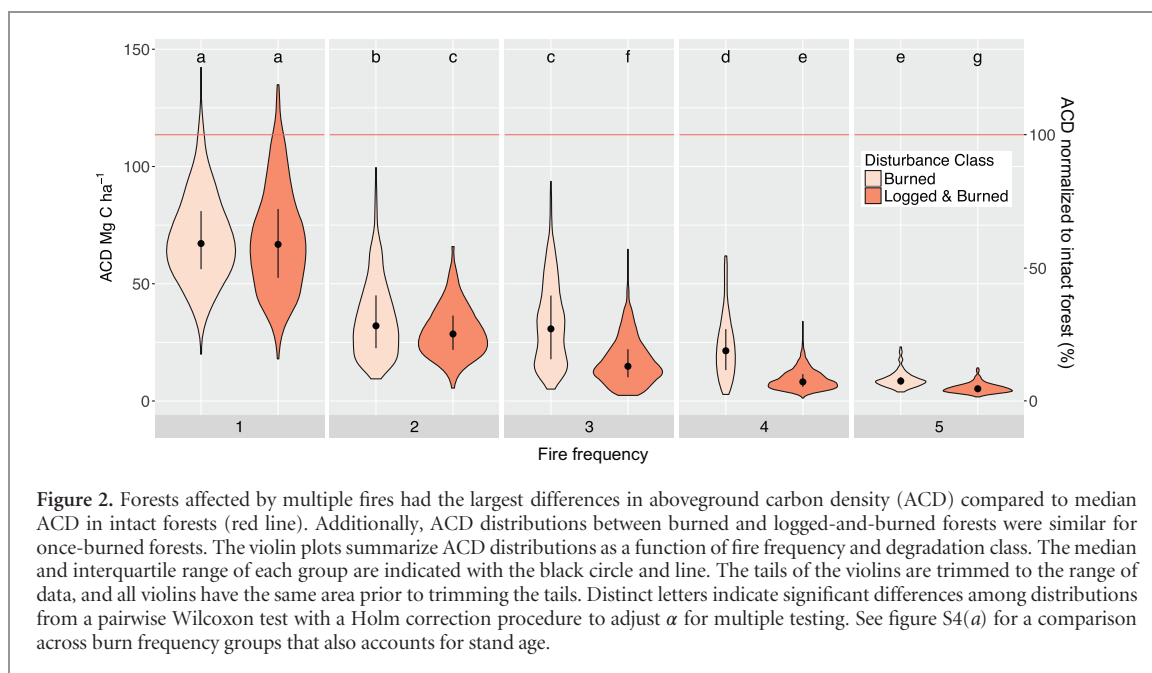 150
100
50
0
ACD Mg C ha⁻¹
a a b c c f d e e g
100
50
0
ACD normalized to intact forest (%)
Disturbance Class
Burned
Logged & Burned
1 2 3 4 5
Fire frequency
Figure 2. Forests affected by multiple fires had the largest differences in aboveground carbon density (ACD) compared to median
ACD in intact forests (red line). Additionally, ACD distributions between burned and logged-and-burned forests were similar for
once-burned forests. The violin plots summarize ACD distributions as a function of fire frequency and degradation class. The median
and interquartile range of each group are indicated with the black circle and line. The tails of the violins are trimmed to the range of
data, and all violins have the same area prior to trimming the tails. Distinct letters indicate significant differences among distributions
from a pairwise Wilcoxon test with a Holm correction procedure to adjust α for multiple testing. See figure S4(a) for a comparison
across burn frequency groups that also accounts for stand age.